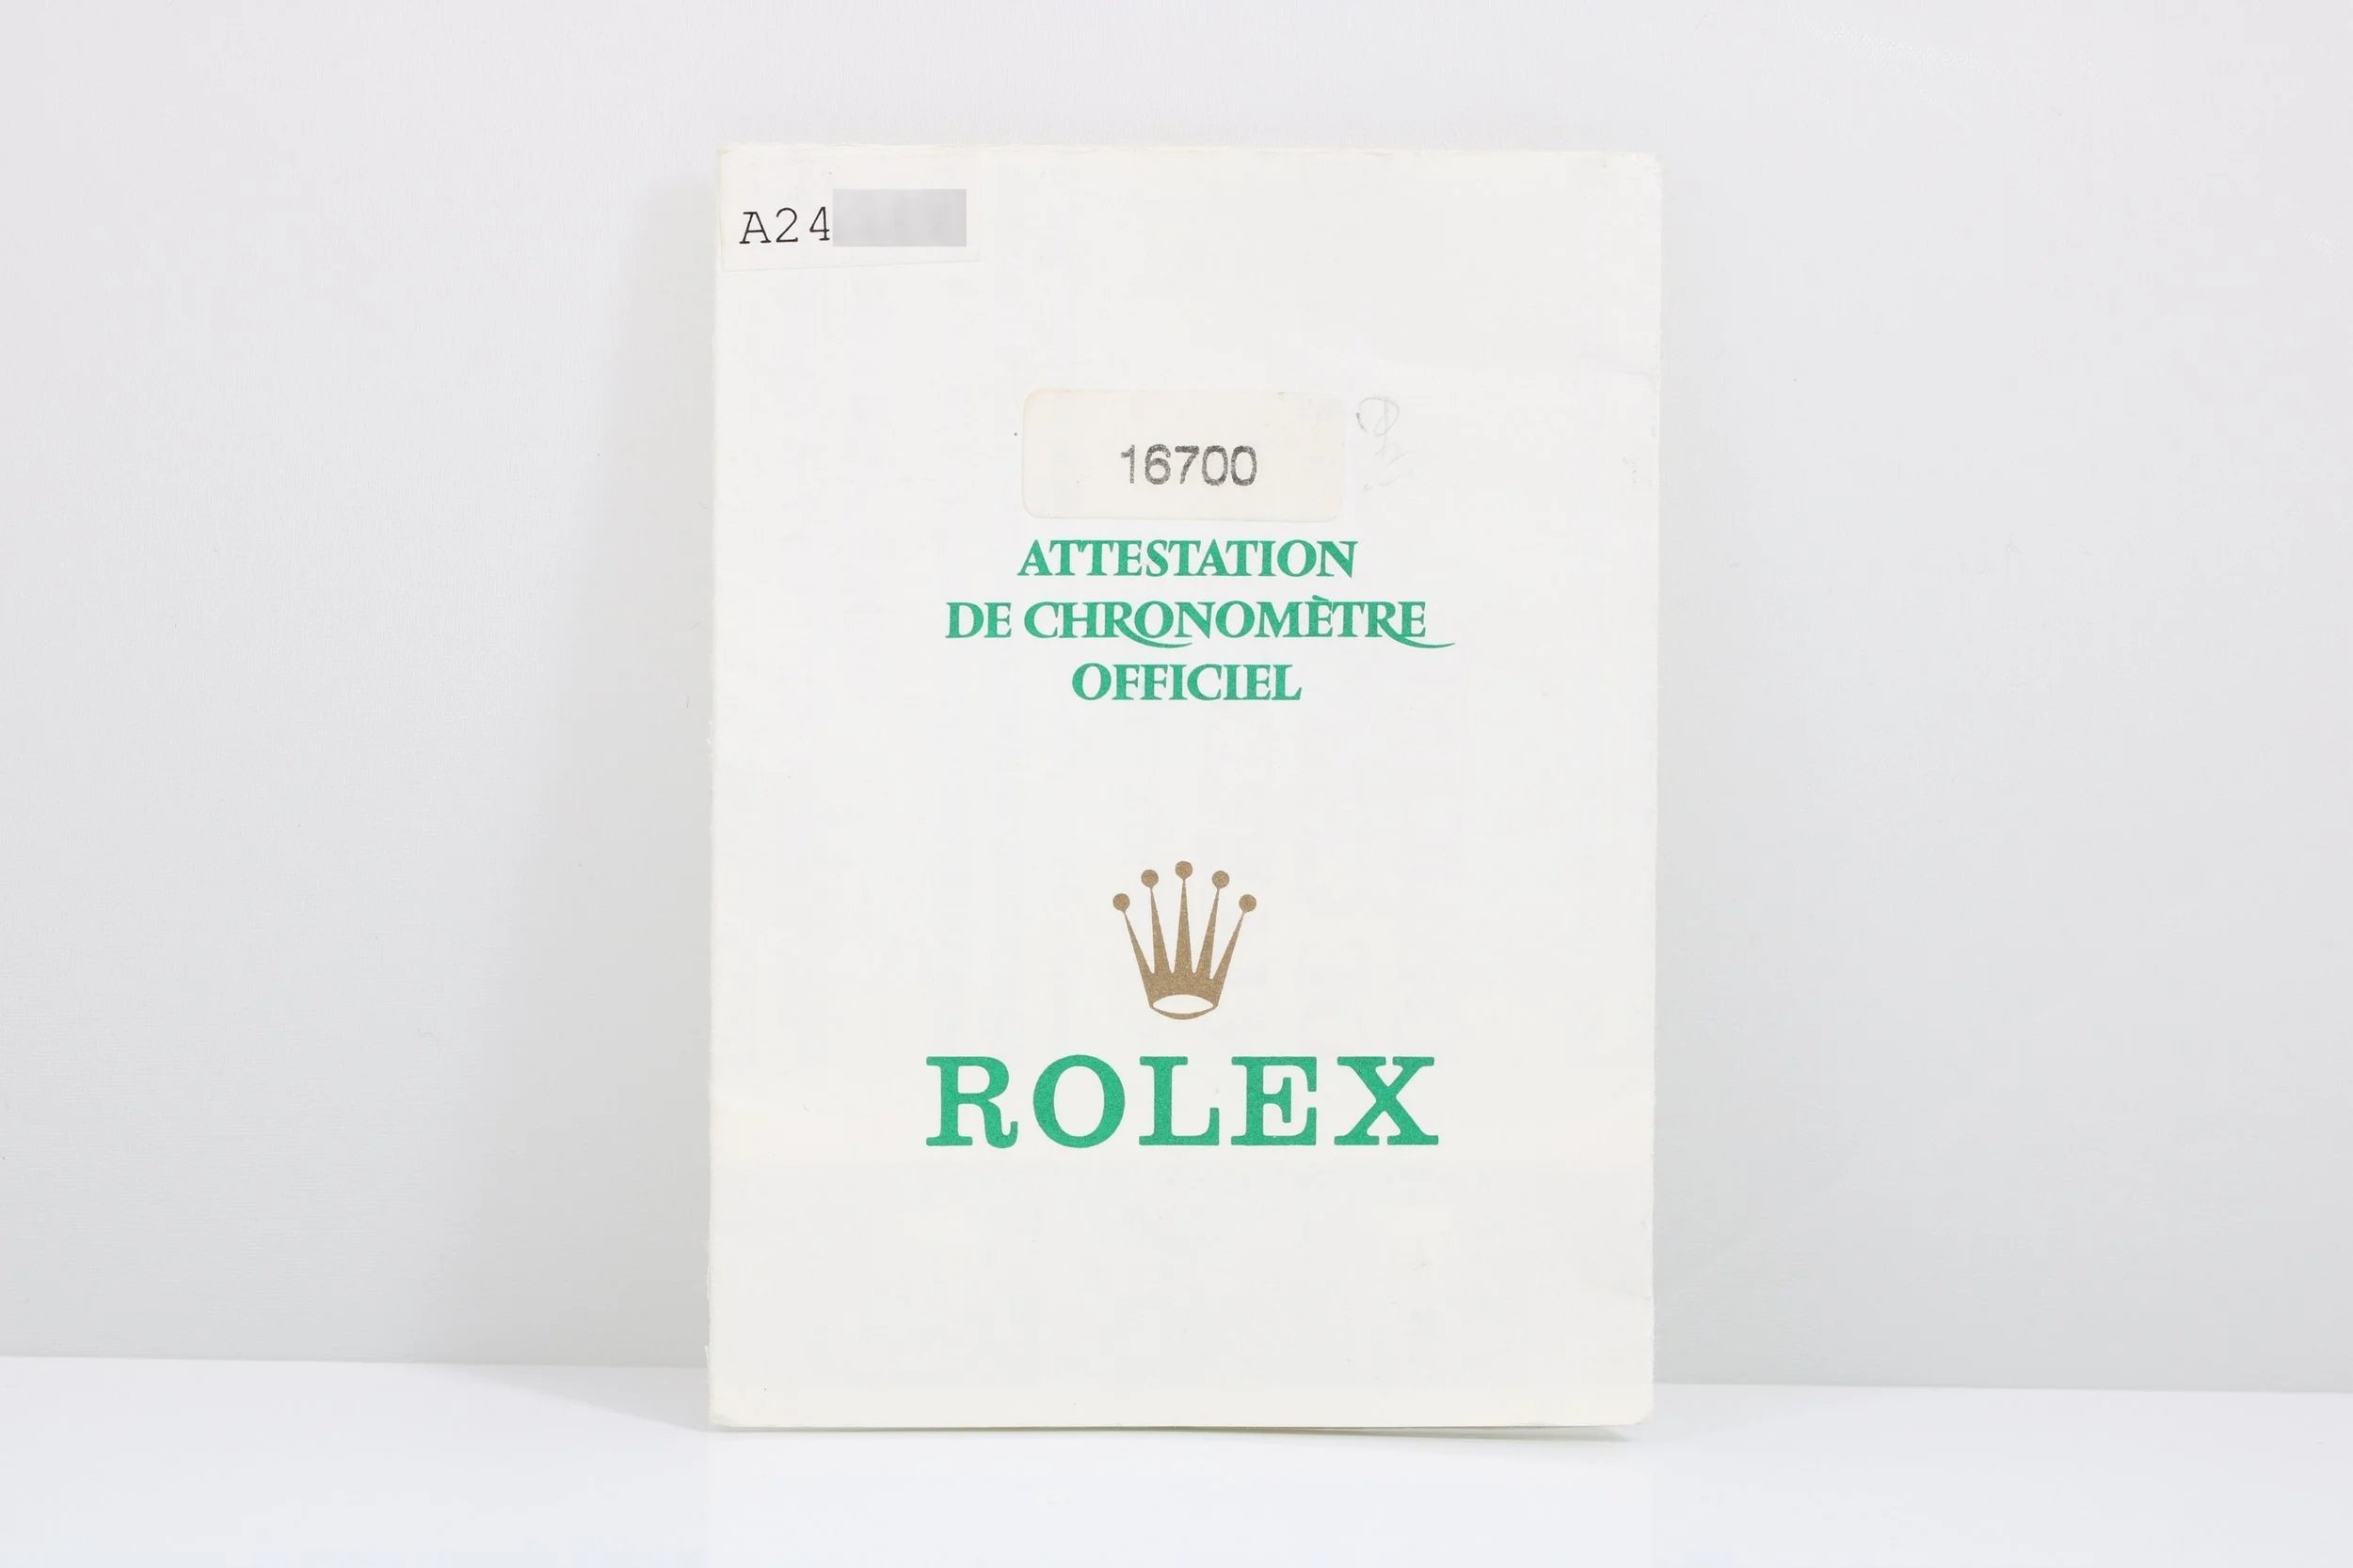 A24
16700
ATTESTATION
DE CHRONOMÈTRE
OFFICIEL
ROLEX